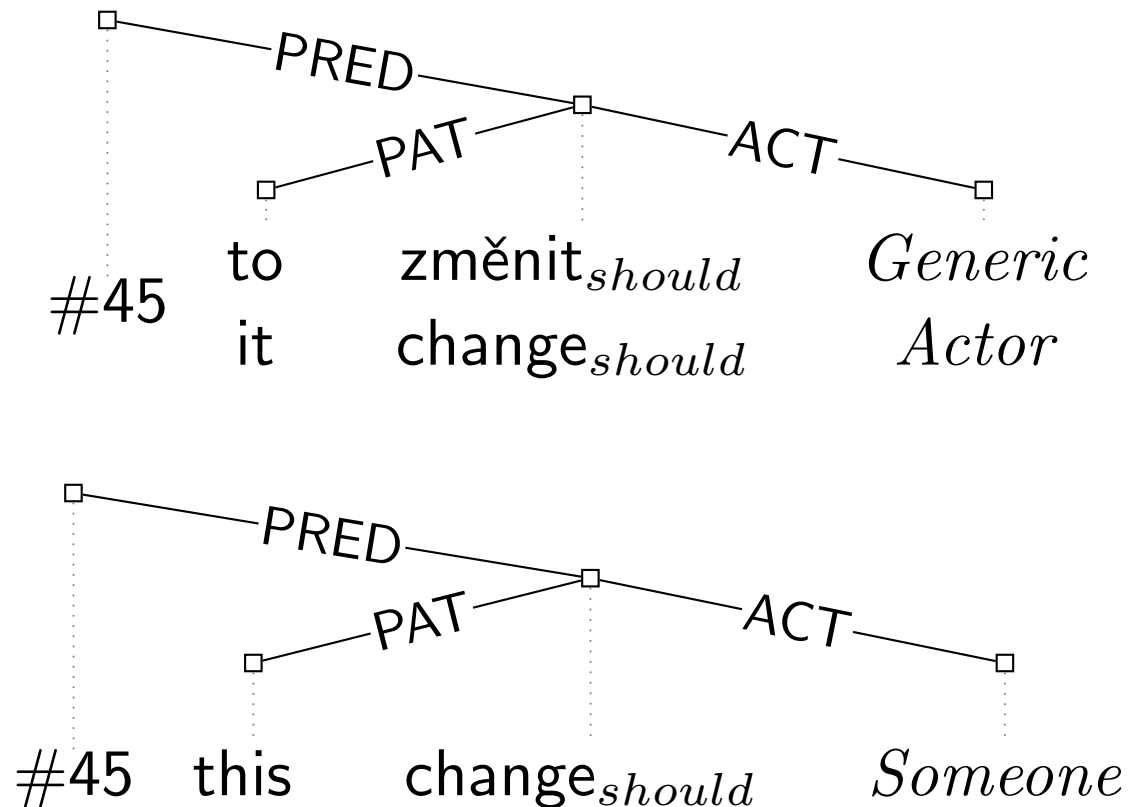 PRED
PAT ACT
to změnit_should Generic
#45
it change_should Actor
PRED
PAT ACT
#45 this change_should Someone